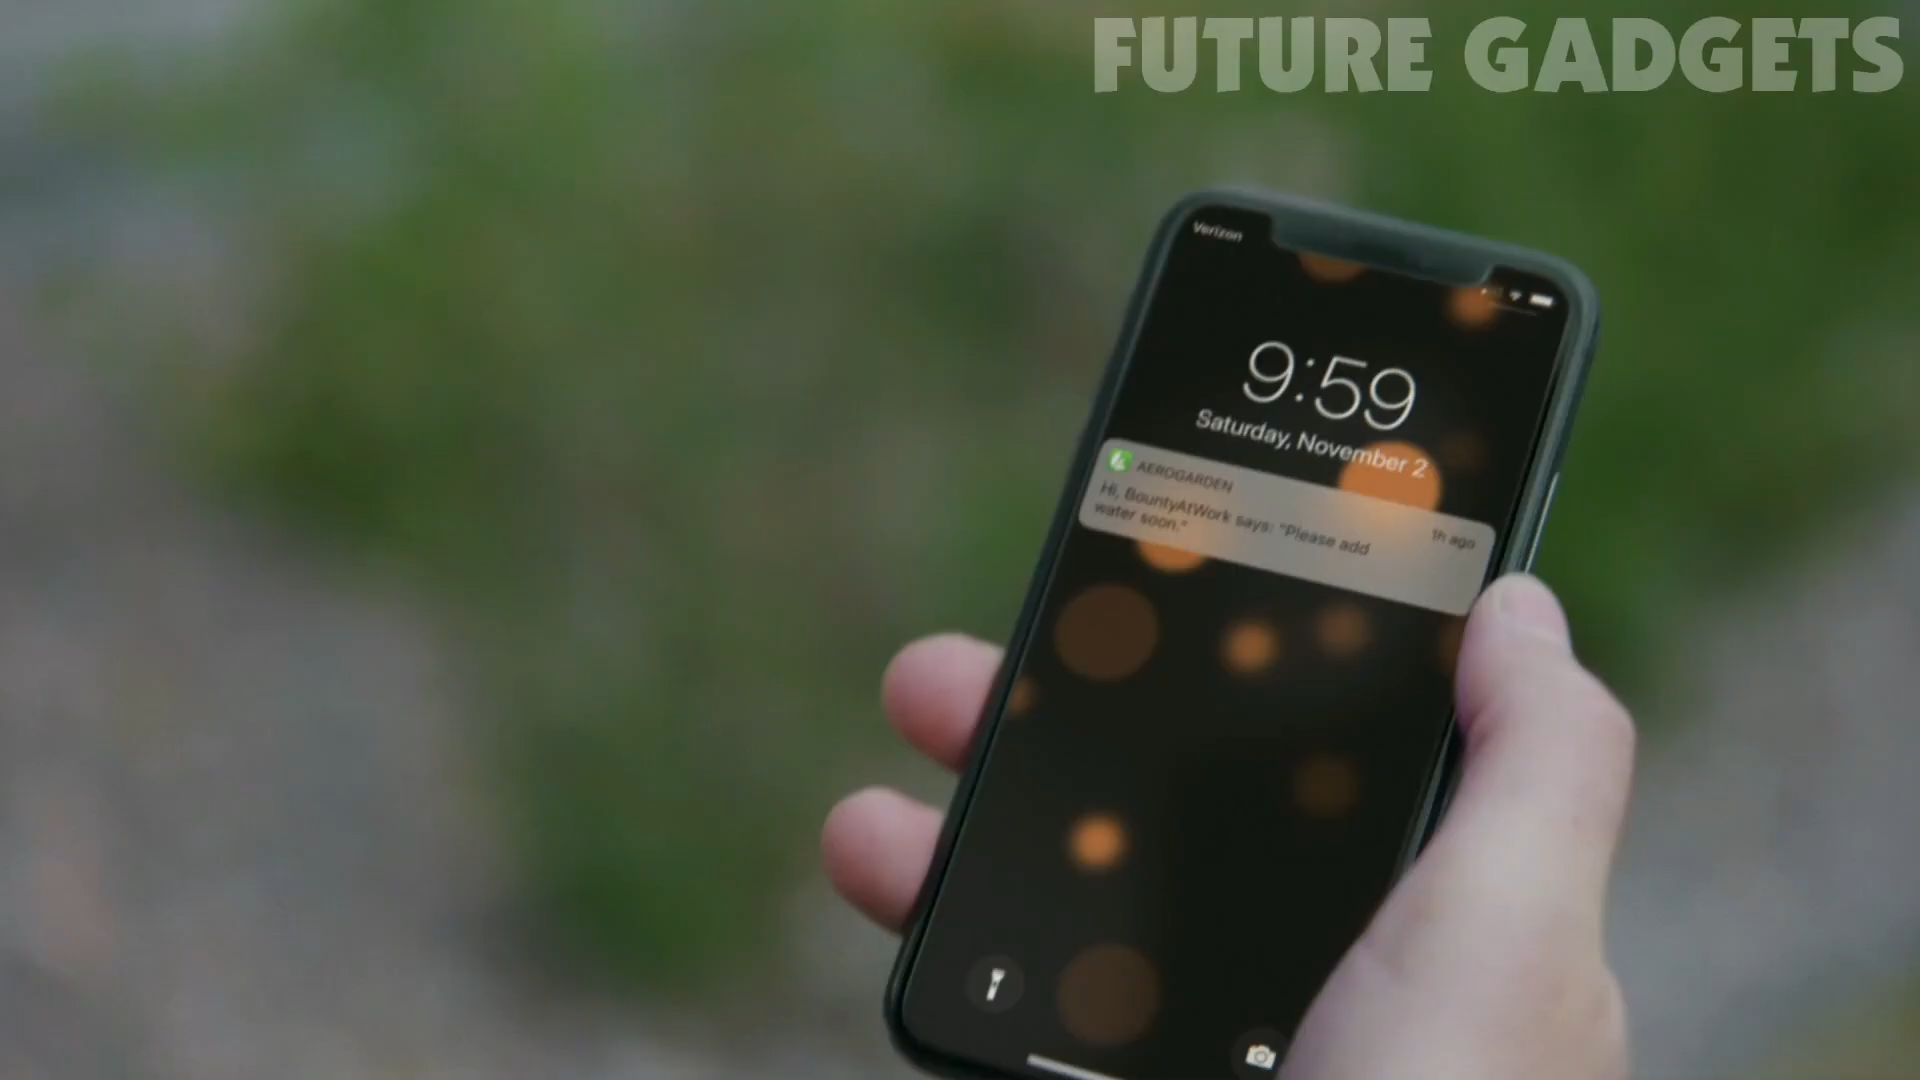 FUTURE GADGETS
Verizon
9:59
Saturday, November 2
AEROGARDEN
1h ago
Hi, BountyAtWork says: "Please add
water soon."